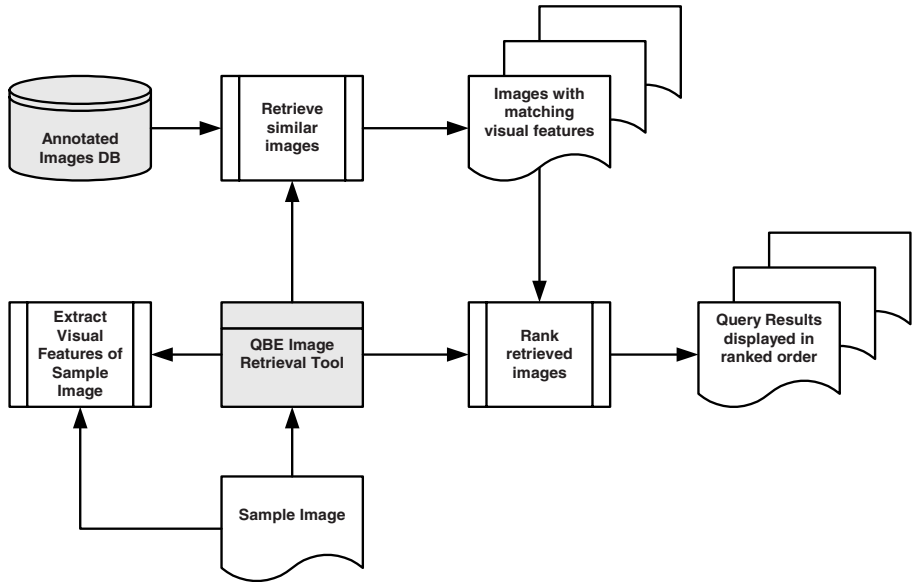 Annotated
Images DB
Retrieve
similar
images
Images with
matching
visual features
Extract
Visual
Features of
Sample
Image
QBE Image
Retrieval Tool
Rank
retrieved
images
Query Results
displayed in
ranked order
Sample Image